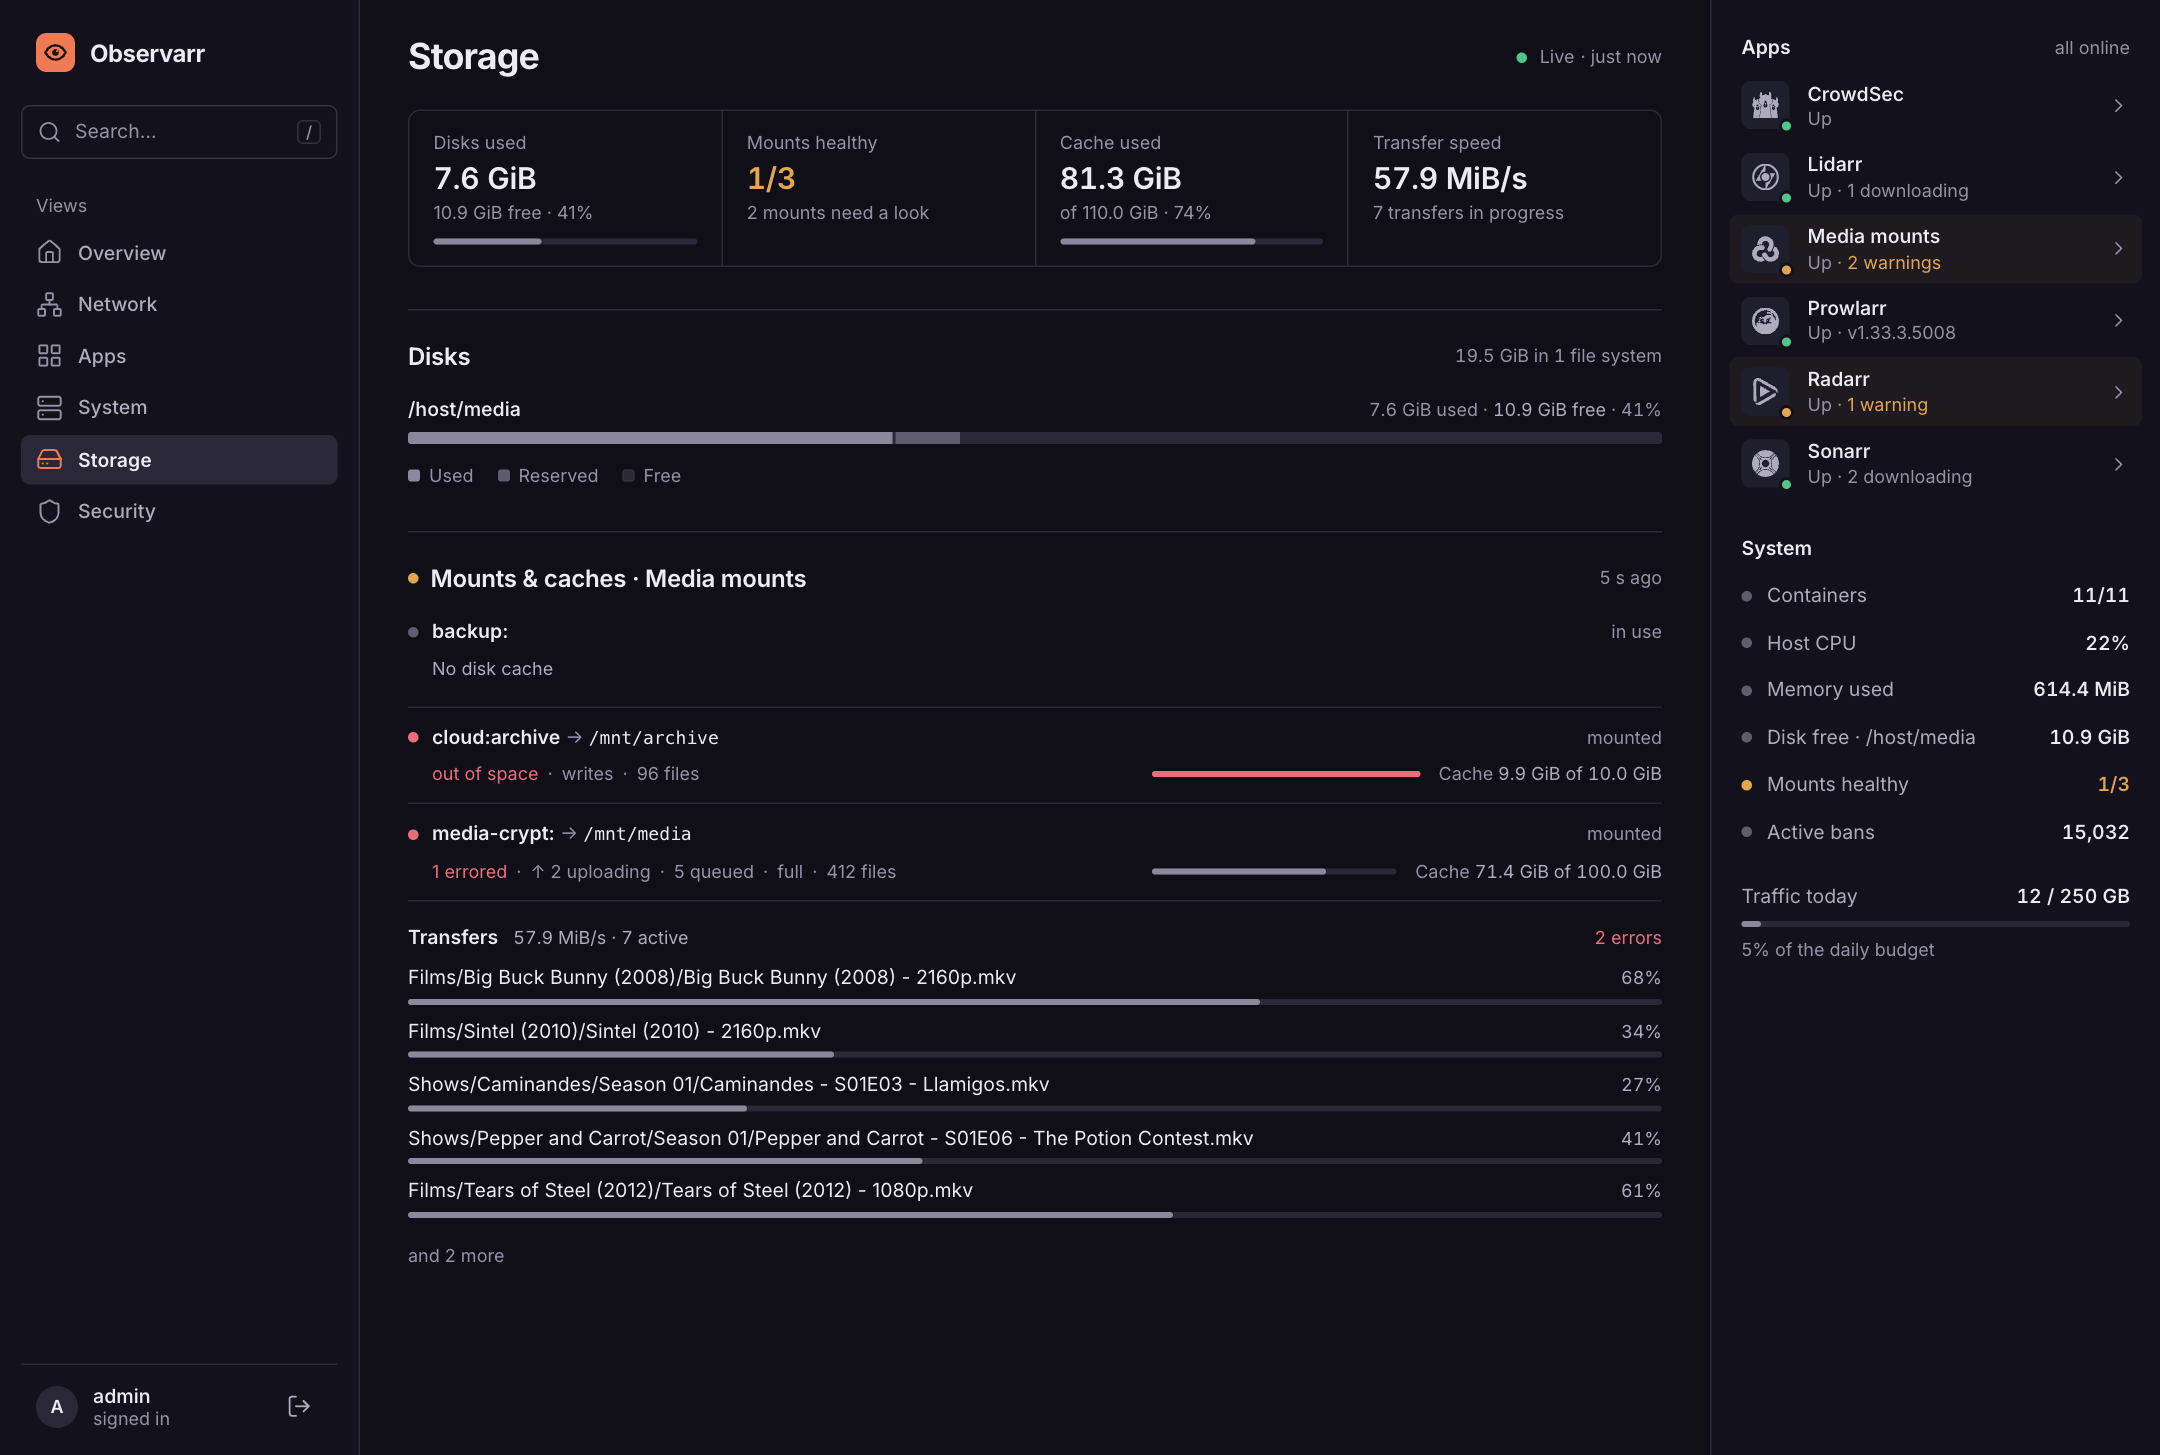 Observarr
Search...
/
Views
Overview
Network
Apps
System
Storage
Security
A
admin
signed in
Storage
Live · just now
Disks used
7.6 GiB
10.9 GiB free · 41%
Mounts healthy
1/3
2 mounts need a look
Cache used
81.3 GiB
of 110.0 GiB · 74%
Transfer speed
57.9 MiB/s
7 transfers in progress
Disks
19.5 GiB in 1 file system
/host/media
7.6 GiB used · 10.9 GiB free · 41%
Used
Reserved
Free
Mounts & caches · Media mounts
5 s ago
backup:
in use
No disk cache
cloud:archive → /mnt/archive
mounted
out of space · writes · 96 files
Cache 9.9 GiB of 10.0 GiB
media-crypt: → /mnt/media
mounted
1 errored · ↑ 2 uploading · 5 queued · full · 412 files
Cache 71.4 GiB of 100.0 GiB
Transfers 57.9 MiB/s · 7 active
2 errors
Films/Big Buck Bunny (2008)/Big Buck Bunny (2008) - 2160p.mkv
68%
Films/Sintel (2010)/Sintel (2010) - 2160p.mkv
34%
Shows/Caminandes/Season 01/Caminandes - S01E03 - Llamigos.mkv
27%
Shows/Pepper and Carrot/Season 01/Pepper and Carrot - S01E06 - The Potion Contest.mkv
41%
Films/Tears of Steel (2012)/Tears of Steel (2012) - 1080p.mkv
61%
and 2 more
Apps
all online
CrowdSec
Up
Lidarr
Up · 1 downloading
Media mounts
Up · 2 warnings
Prowlarr
Up · v1.33.3.5008
Radarr
Up · 1 warning
Sonarr
Up · 2 downloading
System
Containers
11/11
Host CPU
22%
Memory used
614.4 MiB
Disk free · /host/media
10.9 GiB
Mounts healthy
1/3
Active bans
15,032
Traffic today
12 / 250 GB
5% of the daily budget